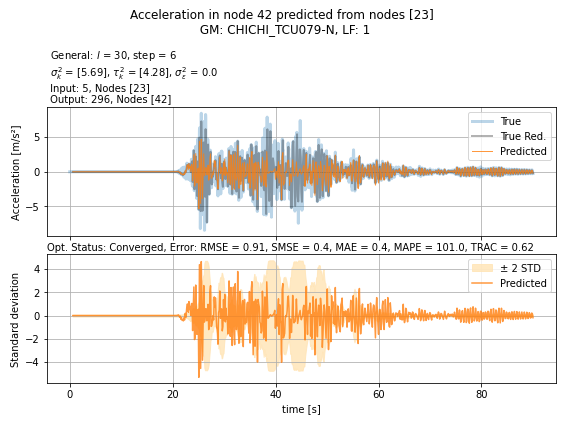 Acceleration in node 42 predicted from nodes [23]
GM: CHICHI_TCU079-N, LF: 1
General: l = 30, step = 6
σ²ₖ = [5.69], τ²ₖ = [4.28], σ²ε = 0.0
Input: 5, Nodes [23]
Output: 296, Nodes [42]
Acceleration [m/s²]
5
0
−5
True
True Red.
Predicted
Opt. Status: Converged, Error: RMSE = 0.91, SMSE = 0.4, MAE = 0.4, MAPE = 101.0, TRAC = 0.62
Standard deviation
4
2
0
−2
−4
± 2 STD
Predicted
0 20 40 60 80
time [s]